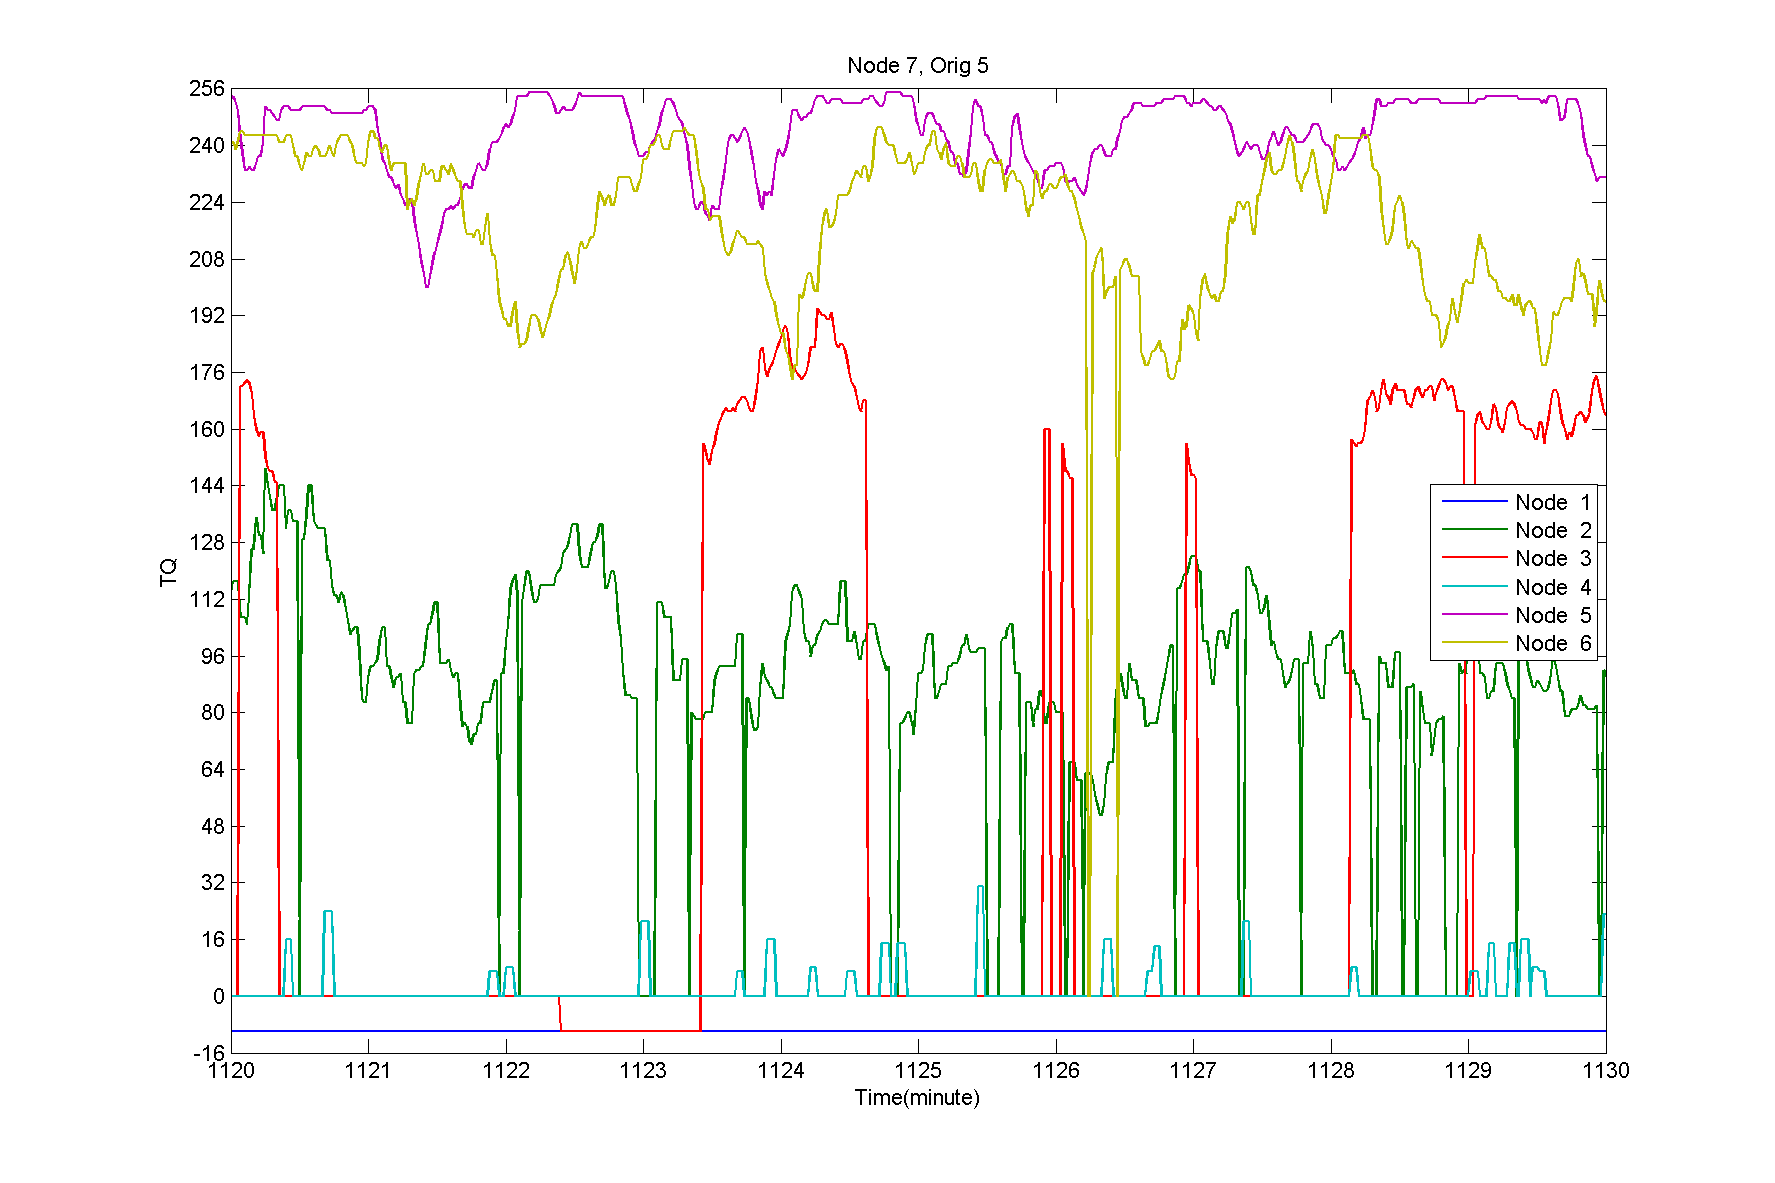 Node 7, Orig 5
256
240
224
208
192
176
160
144
128
112
96
80
64
48
32
16
0
-16
TQ
Node 1
Node 2
Node 3
Node 4
Node 5
Node 6
1120 1121 1122 1123 1124 1125 1126 1127 1128 1129 1130
Time(minute)